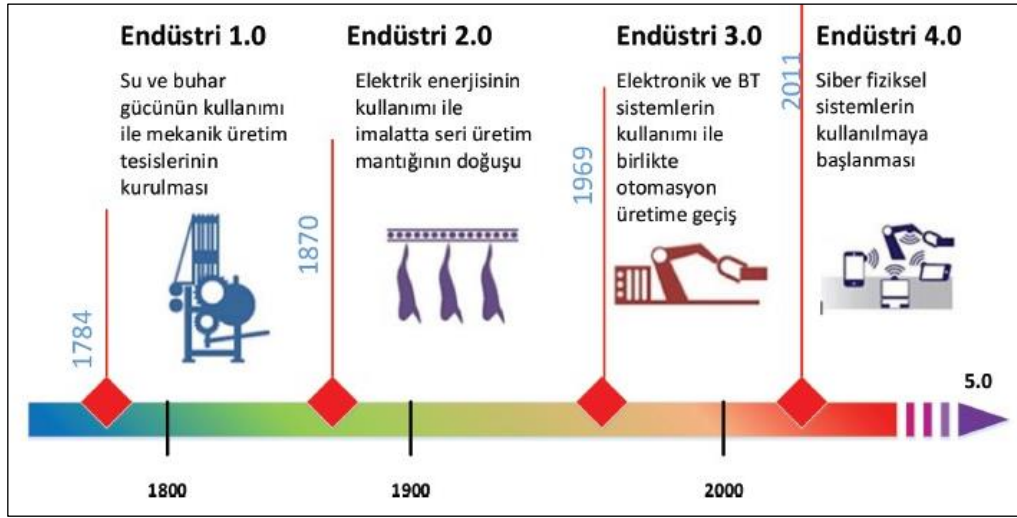 Endüstri 1.0
Su ve buhar
gücünün kullanımı
ile mekanik üretim
tesislerinin
kurulması
1784
Endüstri 2.0
Elektrik enerjisinin
kullanımı ile
imalatta seri üretim
mantığının doğuşu
1870
Endüstri 3.0
Elektronik ve BT
sistemlerin
kullanımı ile
birlikte
otomasyon
üretime geçiş
1969
Endüstri 4.0
Siber fiziksel
sistemlerin
kullanılmaya
başlanması
2011
5.0
1800
1900
2000